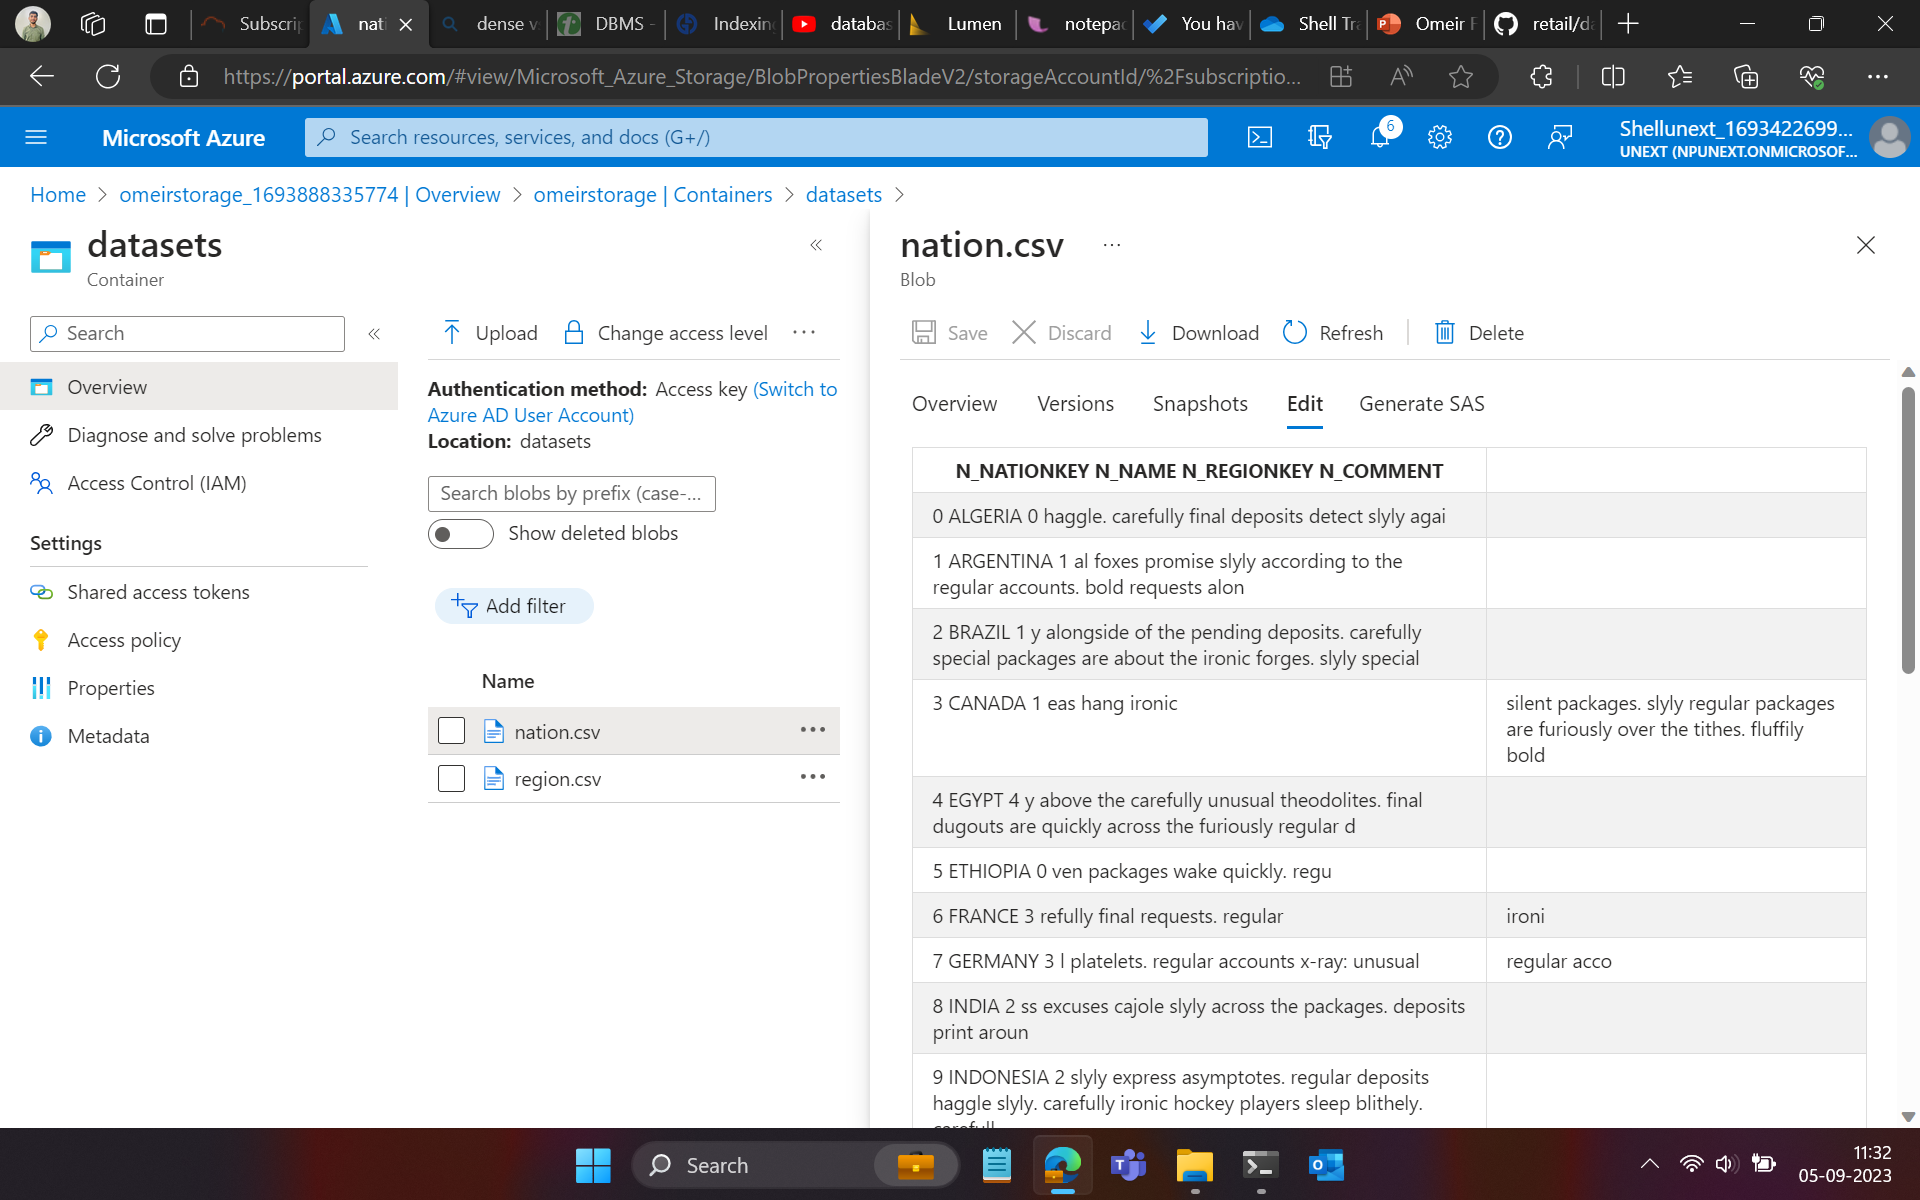 Subscrip
nati
dense v
DBMS -
Indexin
databas
Lumen
notepa
You hav
Shell Tra
Omeir F
retail/da
https://portal.azure.com/#view/Microsoft_Azure_Storage/BlobPropertiesBladeV2/storageAccountId/%2Fsubscriptio...
Microsoft Azure
Search resources, services, and docs (G+/)
6
Shellunext_1693422699...
UNEXT (NPUNEXT.ONMICROSOF...
Home > omeirstorage_1693888335774 | Overview > omeirstorage | Containers > datasets >
datasets
Container
Search
Overview
Diagnose and solve problems
Access Control (IAM)
Settings
Shared access tokens
Access policy
Properties
Metadata
Upload
Change access level
Authentication method: Access key (Switch to
Azure AD User Account)
Location: datasets
Search blobs by prefix (case-...
Show deleted blobs
Add filter
Name
nation.csv
region.csv
nation.csv
Blob
Save
Discard
Download
Refresh
Delete
Overview
Versions
Snapshots
Edit
Generate SAS
N_NATIONKEY N_NAME N_REGIONKEY N_COMMENT
0 ALGERIA 0 haggle. carefully final deposits detect slyly agai
1 ARGENTINA 1 al foxes promise slyly according to the
regular accounts. bold requests alon
2 BRAZIL 1 y alongside of the pending deposits. carefully
special packages are about the ironic forges. slyly special
3 CANADA 1 eas hang ironic
silent packages. slyly regular packages
are furiously over the tithes. fluffily
bold
4 EGYPT 4 y above the carefully unusual theodolites. final
dugouts are quickly across the furiously regular d
5 ETHIOPIA 0 ven packages wake quickly. regu
6 FRANCE 3 refully final requests. regular
ironi
7 GERMANY 3 l platelets. regular accounts x-ray: unusual
regular acco
8 INDIA 2 ss excuses cajole slyly across the packages. deposits
print aroun
9 INDONESIA 2 slyly express asymptotes. regular deposits
haggle slyly. carefully ironic hockey players sleep blithely.
carefull
Search
11:32
05-09-2023